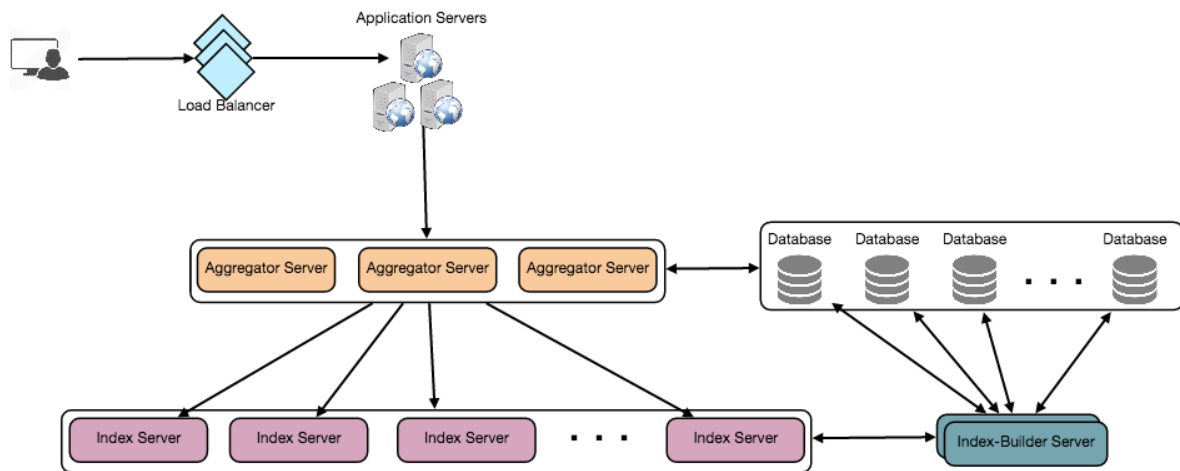 Application Servers
Load Balancer
Database
Database
Database
Database
Aggregator Server
Aggregator Server
Aggregator Server
. . .
Index Server
Index Server
Index Server
. . .
Index Server
Index-Builder Server